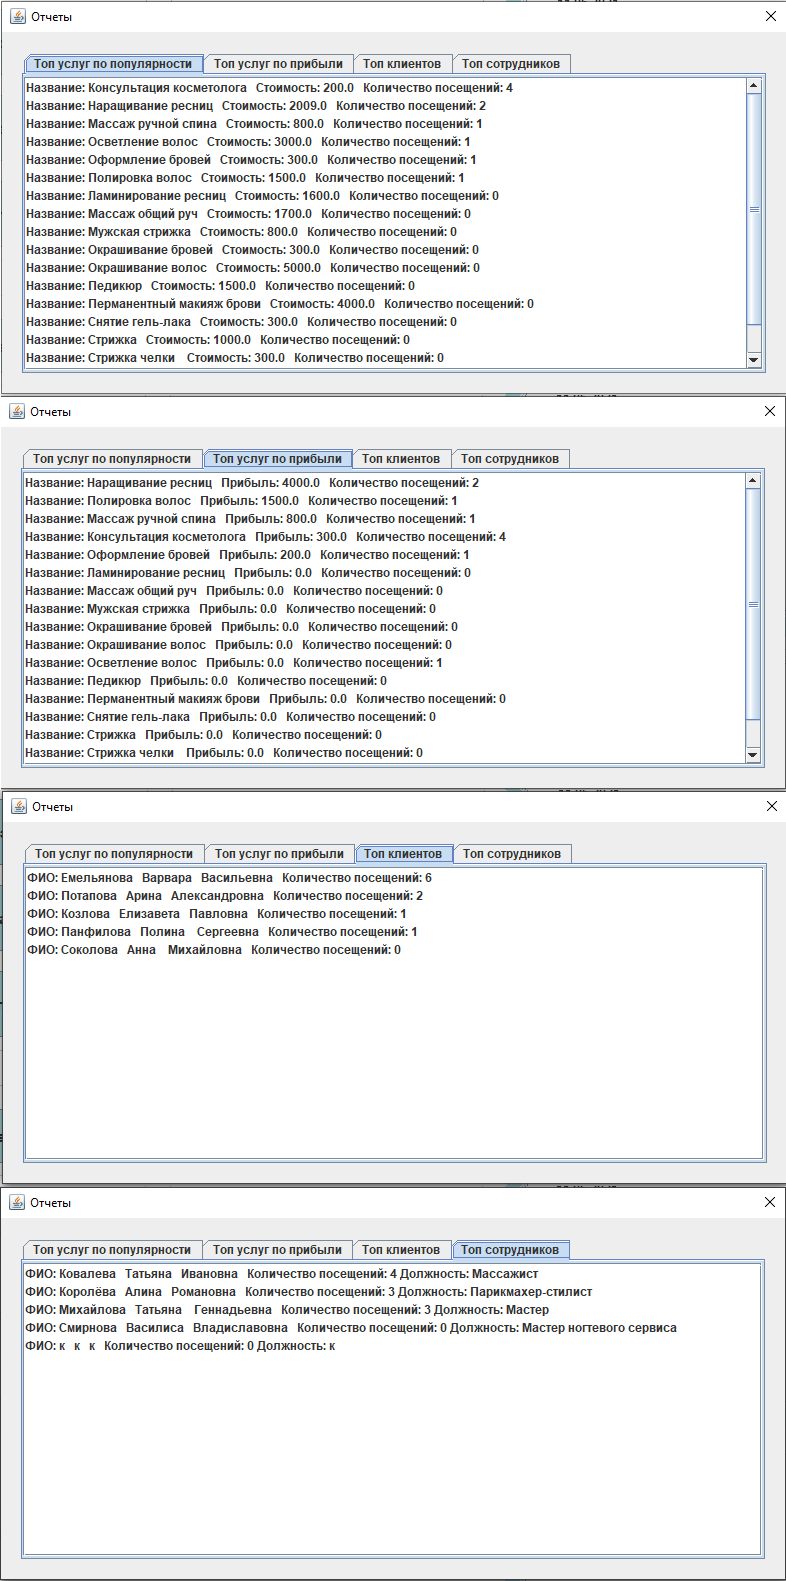 Отчеты
Топ услуг по популярности Топ услуг по прибыли Топ клиентов Топ сотрудников
Название: Консультация косметолога Стоимость: 200.0 Количество посещений: 4
Название: Наращивание ресниц Стоимость: 2009.0 Количество посещений: 2
Название: Массаж ручной спина Стоимость: 800.0 Количество посещений: 1
Название: Осветление волос Стоимость: 3000.0 Количество посещений: 1
Название: Оформление бровей Стоимость: 300.0 Количество посещений: 1
Название: Полировка волос Стоимость: 1500.0 Количество посещений: 1
Название: Ламинирование ресниц Стоимость: 1600.0 Количество посещений: 0
Название: Массаж общий руч Стоимость: 1700.0 Количество посещений: 0
Название: Мужская стрижка Стоимость: 800.0 Количество посещений: 0
Название: Окрашивание бровей Стоимость: 300.0 Количество посещений: 0
Название: Окрашивание волос Стоимость: 5000.0 Количество посещений: 0
Название: Педикюр Стоимость: 1500.0 Количество посещений: 0
Название: Перманентный макияж брови Стоимость: 4000.0 Количество посещений: 0
Название: Снятие гель-лака Стоимость: 300.0 Количество посещений: 0
Название: Стрижка Стоимость: 1000.0 Количество посещений: 0
Название: Стрижка челки Стоимость: 300.0 Количество посещений: 0
Отчеты
Топ услуг по популярности Топ услуг по прибыли Топ клиентов Топ сотрудников
Название: Наращивание ресниц Прибыль: 4000.0 Количество посещений: 2
Название: Полировка волос Прибыль: 1500.0 Количество посещений: 1
Название: Массаж ручной спина Прибыль: 800.0 Количество посещений: 1
Название: Консультация косметолога Прибыль: 300.0 Количество посещений: 4
Название: Оформление бровей Прибыль: 200.0 Количество посещений: 1
Название: Ламинирование ресниц Прибыль: 0.0 Количество посещений: 0
Название: Массаж общий руч Прибыль: 0.0 Количество посещений: 0
Название: Мужская стрижка Прибыль: 0.0 Количество посещений: 0
Название: Окрашивание бровей Прибыль: 0.0 Количество посещений: 0
Название: Окрашивание волос Прибыль: 0.0 Количество посещений: 0
Название: Осветление волос Прибыль: 0.0 Количество посещений: 1
Название: Педикюр Прибыль: 0.0 Количество посещений: 0
Название: Перманентный макияж брови Прибыль: 0.0 Количество посещений: 0
Название: Снятие гель-лака Прибыль: 0.0 Количество посещений: 0
Название: Стрижка Прибыль: 0.0 Количество посещений: 0
Название: Стрижка челки Прибыль: 0.0 Количество посещений: 0
Отчеты
Топ услуг по популярности Топ услуг по прибыли Топ клиентов Топ сотрудников
ФИО: Емельянова Варвара Васильевна Количество посещений: 6
ФИО: Потапова Арина Александровна Количество посещений: 2
ФИО: Козлова Елизавета Павловна Количество посещений: 1
ФИО: Панфилова Полина Сергеевна Количество посещений: 1
ФИО: Соколова Анна Михайловна Количество посещений: 0
Отчеты
Топ услуг по популярности Топ услуг по прибыли Топ клиентов Топ сотрудников
ФИО: Ковалева Татьяна Ивановна Количество посещений: 4 Должность: Массажист
ФИО: Королёва Алина Романовна Количество посещений: 3 Должность: Парикмахер-стилист
ФИО: Михайлова Татьяна Геннадьевна Количество посещений: 3 Должность: Мастер
ФИО: Смирнова Василиса Владиславовна Количество посещений: 0 Должность: Мастер ногтевого сервиса
ФИО: к к к Количество посещений: 0 Должность: к